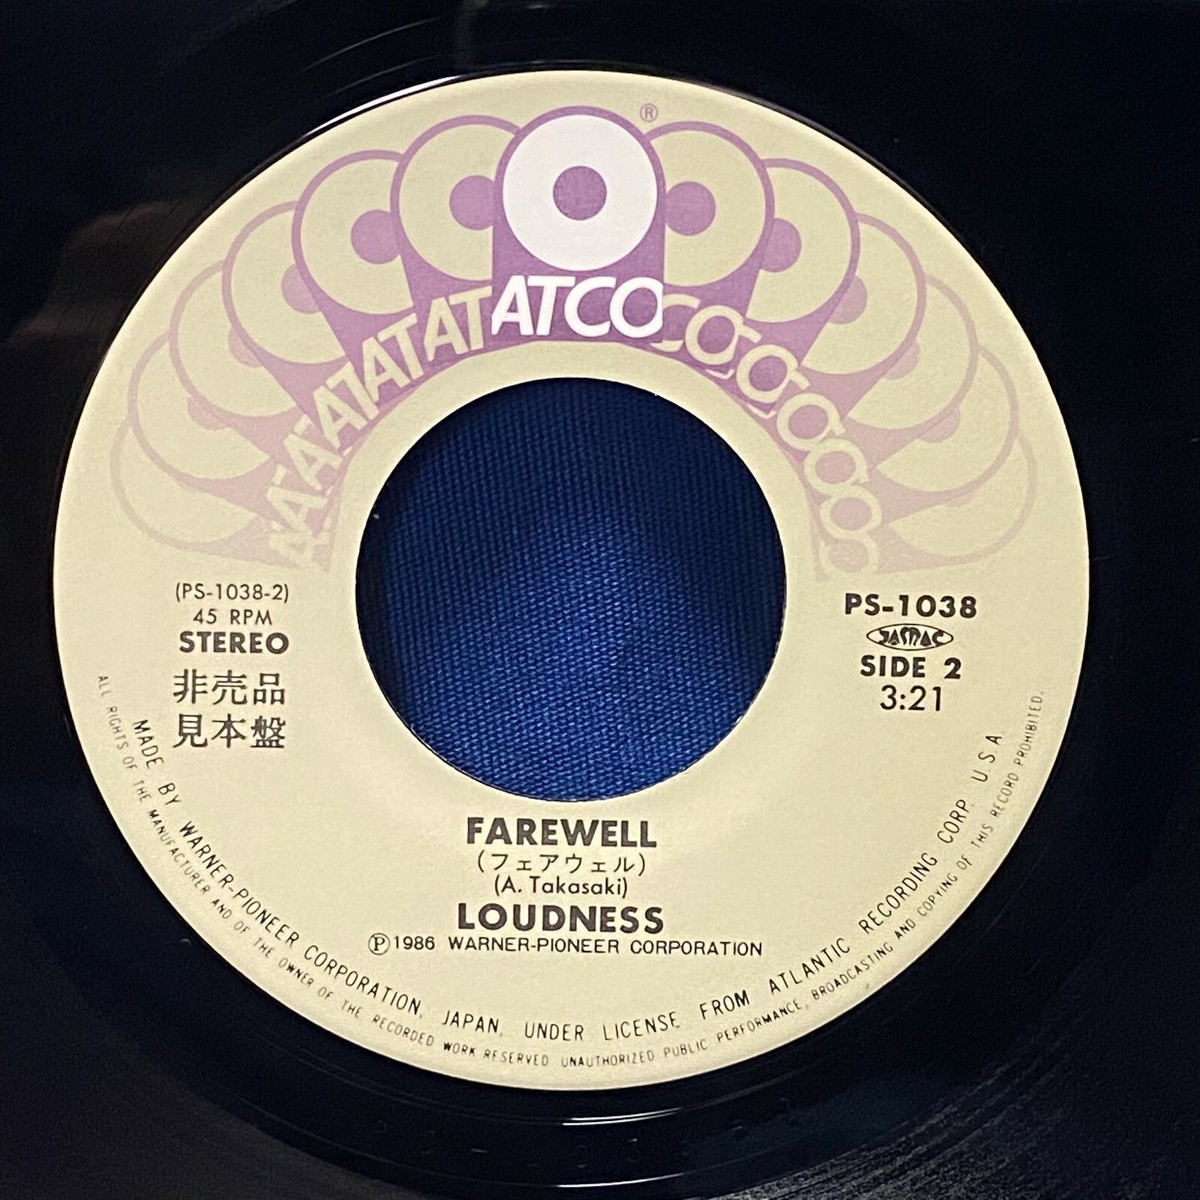 ®
ATATATATATATCOCOCOCOCO
(PS-1038-2)
45 RPM
STEREO
非売品
見本盤
PS-1038
JASRAC
SIDE 2
3:21
FAREWELL
(フェアウェル)
(A. Takasaki)
LOUDNESS
Ⓟ1986 WARNER-PIONEER CORPORATION
MADE BY WARNER-PIONEER CORPORATION, JAPAN, UNDER LICENSE FROM ATLANTIC RECORDING CORP. U.S.A.
ALL RIGHTS OF THE MANUFACTURER AND OF THE OWNER OF THE RECORDED WORK RESERVED UNAUTHORIZED PUBLIC PERFORMANCE, BROADCASTING AND COPYING OF THIS RECORD PROHIBITED.